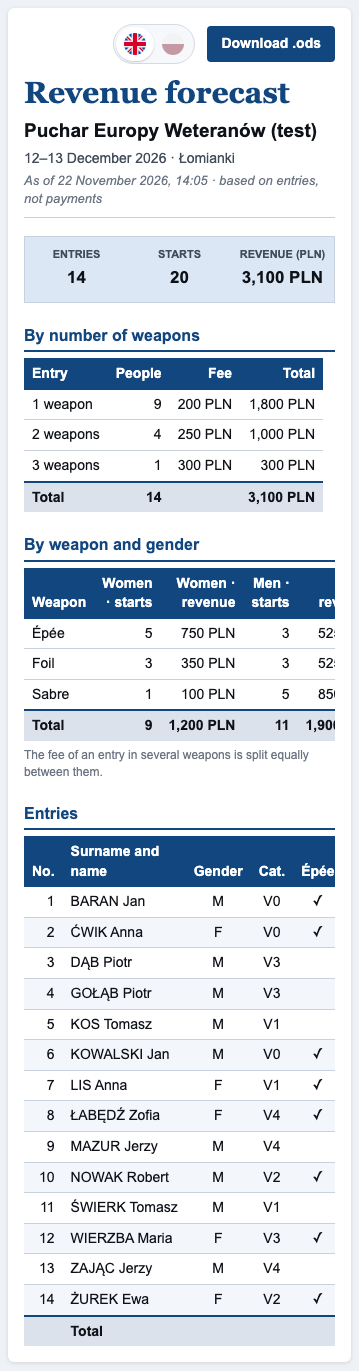 Download .ods
Revenue forecast
Puchar Europy Weteranów (test)
12–13 December 2026 · Łomianki
As of 22 November 2026, 14:05 · based on entries,
not payments
ENTRIES STARTS REVENUE (PLN)
14 20 3,100 PLN
By number of weapons
Entry People Fee Total
1 weapon 9 200 PLN 1,800 PLN
2 weapons 4 250 PLN 1,000 PLN
3 weapons 1 300 PLN 300 PLN
Total 14 3,100 PLN
By weapon and gender
Women Women · Men ·
Weapon · starts revenue starts
Épée 5 750 PLN 3
Foil 3 350 PLN 3
Sabre 1 100 PLN 5
Total 9 1,200 PLN 11
The fee of an entry in several weapons is split equally
between them.
Entries
Surname and
No. name Gender Cat. Épée
1 BARAN Jan M V0 ✓
2 ĆWIK Anna F V0 ✓
3 DĄB Piotr M V3
4 GOŁĄB Piotr M V3
5 KOS Tomasz M V1
6 KOWALSKI Jan M V0 ✓
7 LIS Anna F V1 ✓
8 ŁABĘDŹ Zofia F V4 ✓
9 MAZUR Jerzy M V4
10 NOWAK Robert M V2 ✓
11 ŚWIERK Tomasz M V1
12 WIERZBA Maria F V3 ✓
13 ZAJĄC Jerzy M V4
14 ŻUREK Ewa F V2 ✓
Total